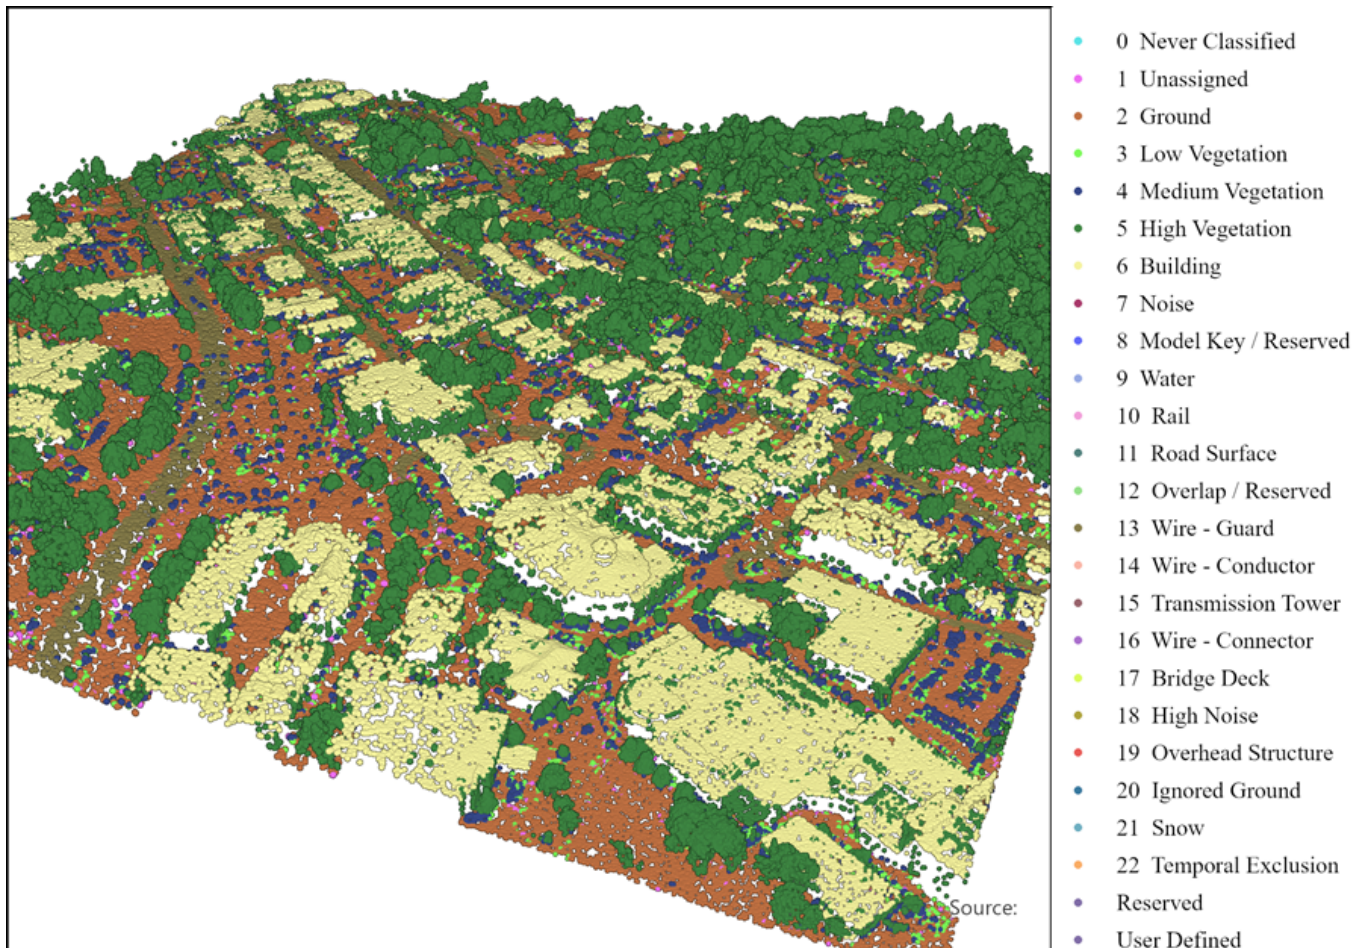 0 Never Classified
1 Unassigned
2 Ground
3 Low Vegetation
4 Medium Vegetation
5 High Vegetation
6 Building
7 Noise
8 Model Key / Reserved
9 Water
10 Rail
11 Road Surface
12 Overlap / Reserved
13 Wire - Guard
14 Wire - Conductor
15 Transmission Tower
16 Wire - Connector
17 Bridge Deck
18 High Noise
19 Overhead Structure
20 Ignored Ground
21 Snow
22 Temporal Exclusion
Reserved
User Defined
Source: